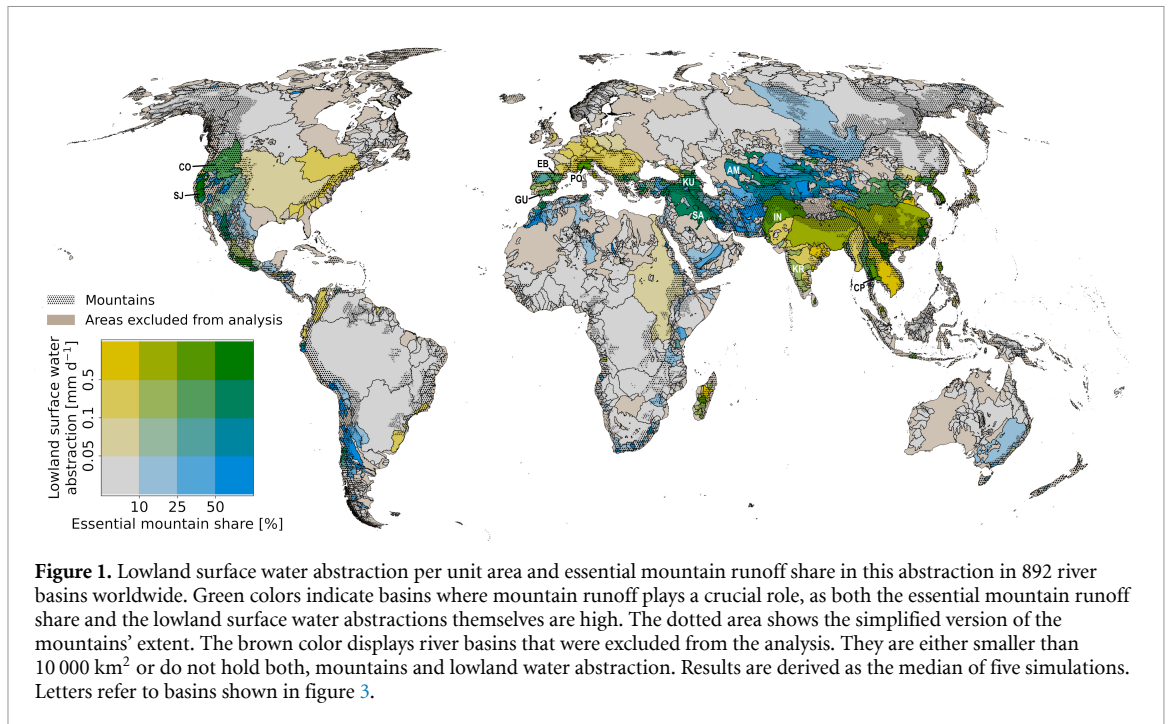 CO
SJ
EB
PO
GU
KU
SA
AM
IN
KR
CP
Mountains
Areas excluded from analysis
Lowland surface water
abstraction [mm d⁻¹]
0.5
0.1
0.05
10 25 50
Essential mountain share [%]
Figure 1. Lowland surface water abstraction per unit area and essential mountain runoff share in this abstraction in 892 river
basins worldwide. Green colors indicate basins where mountain runoff plays a crucial role, as both the essential mountain runoff
share and the lowland surface water abstractions themselves are high. The dotted area shows the simplified version of the
mountains’ extent. The brown color displays river basins that were excluded from the analysis. They are either smaller than
10 000 km² or do not hold both, mountains and lowland water abstraction. Results are derived as the median of five simulations.
Letters refer to basins shown in figure 3.